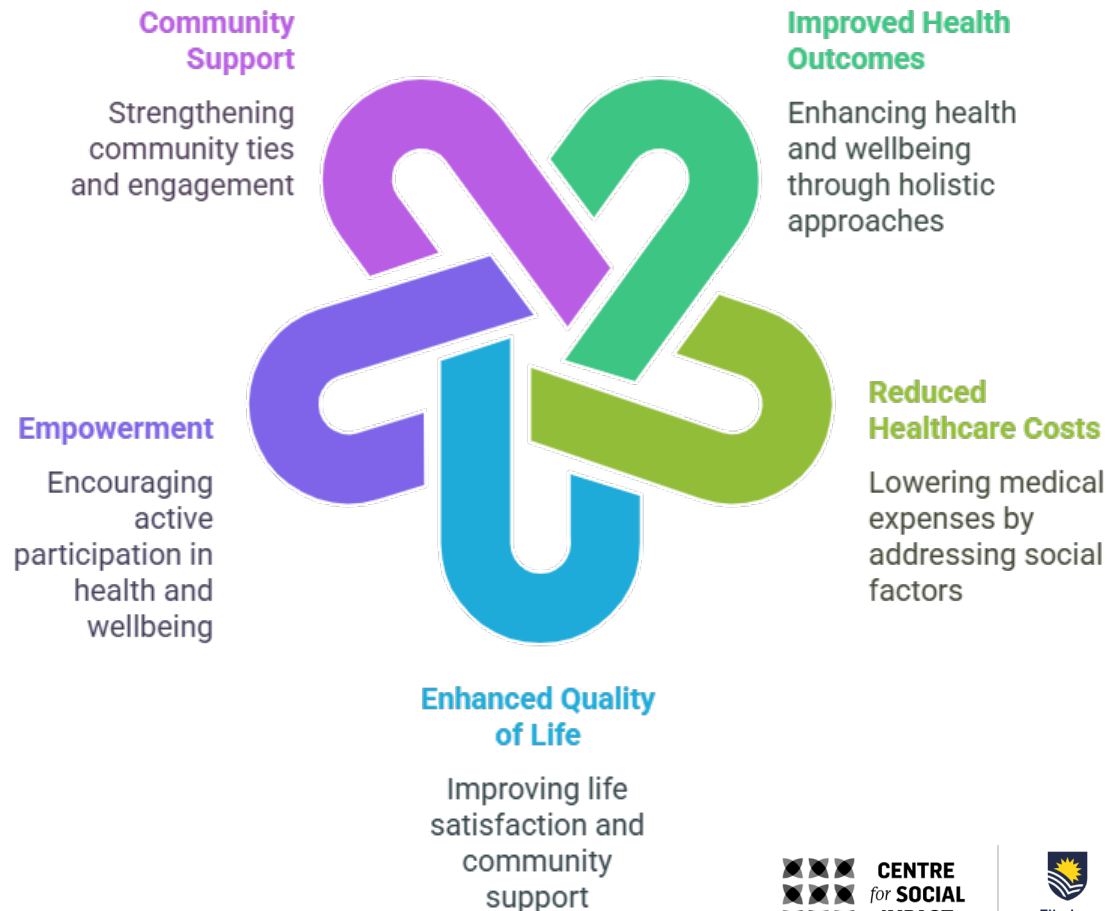 Community
Support
Strengthening
community ties
and engagement
Improved Health
Outcomes
Enhancing health
and wellbeing
through holistic
approaches
Empowerment
Encouraging
active
participation in
health and
wellbeing
Reduced
Healthcare Costs
Lowering medical
expenses by
addressing social
factors
Enhanced Quality
of Life
Improving life
satisfaction and
community
support
CENTRE
for SOCIAL
IMPACT